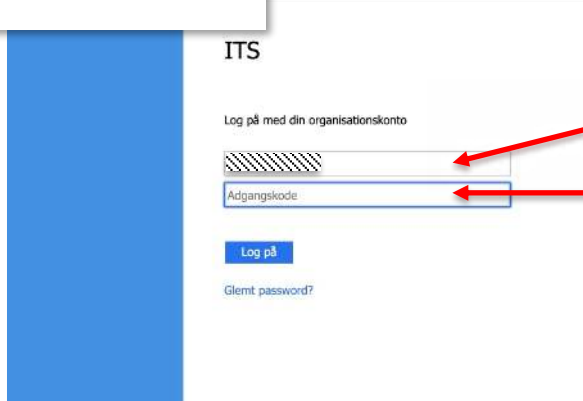 ITS
Log på med din organisationskonto
Adgangskode
Log på
Glemt password?